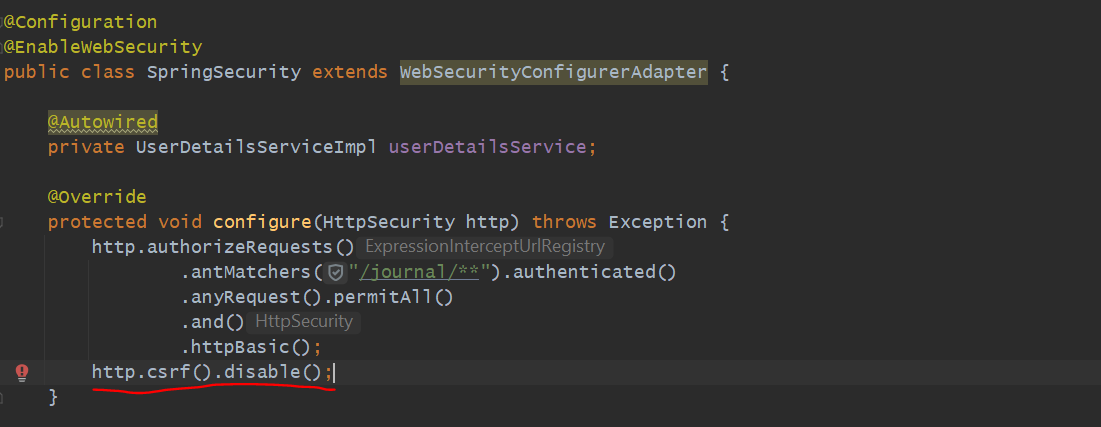 @Configuration
@EnableWebSecurity
public class SpringSecurity extends WebSecurityConfigurerAdapter {
@Autowired
private UserDetailsServiceImpl userDetailsService;
@Override
protected void configure(HttpSecurity http) throws Exception {
http.authorizeRequests() ExpressionInterceptUrlRegistry
.antMatchers("/journal/**").authenticated()
.anyRequest().permitAll()
.and() HttpSecurity
.httpBasic();
http.csrf().disable();
}